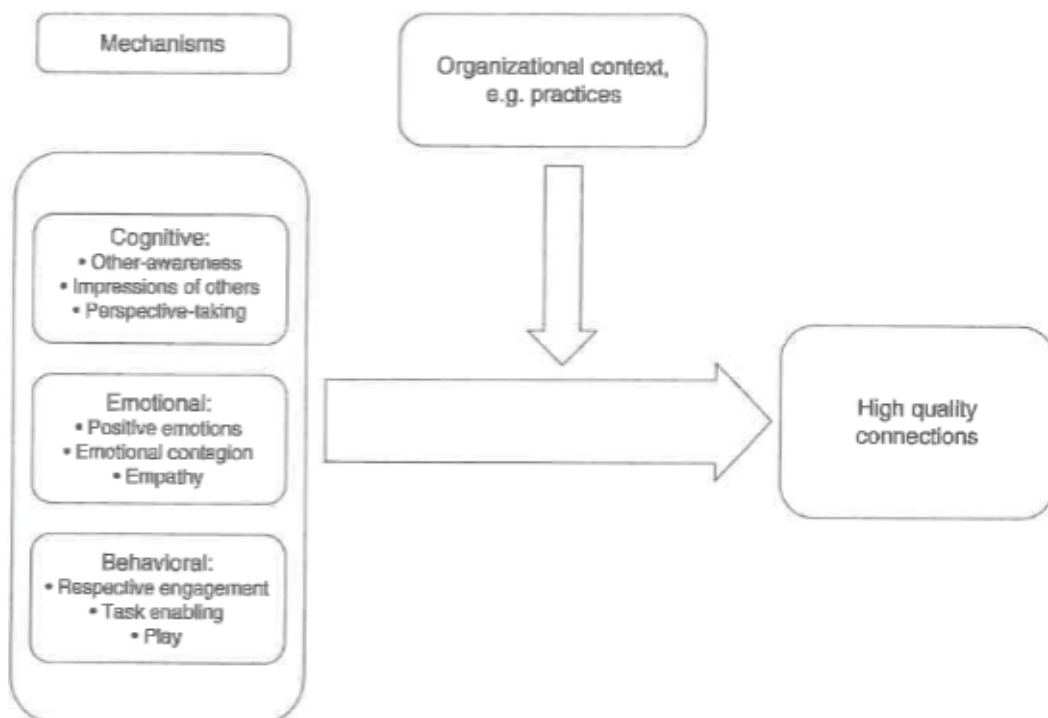 Mechanisms
Organizational context,
e.g. practices
Cognitive:
• Other-awareness
• Impressions of others
• Perspective-taking
Emotional:
• Positive emotions
• Emotional contagion
• Empathy
Behavioral:
• Respective engagement
• Task enabling
• Play
High quality
connections